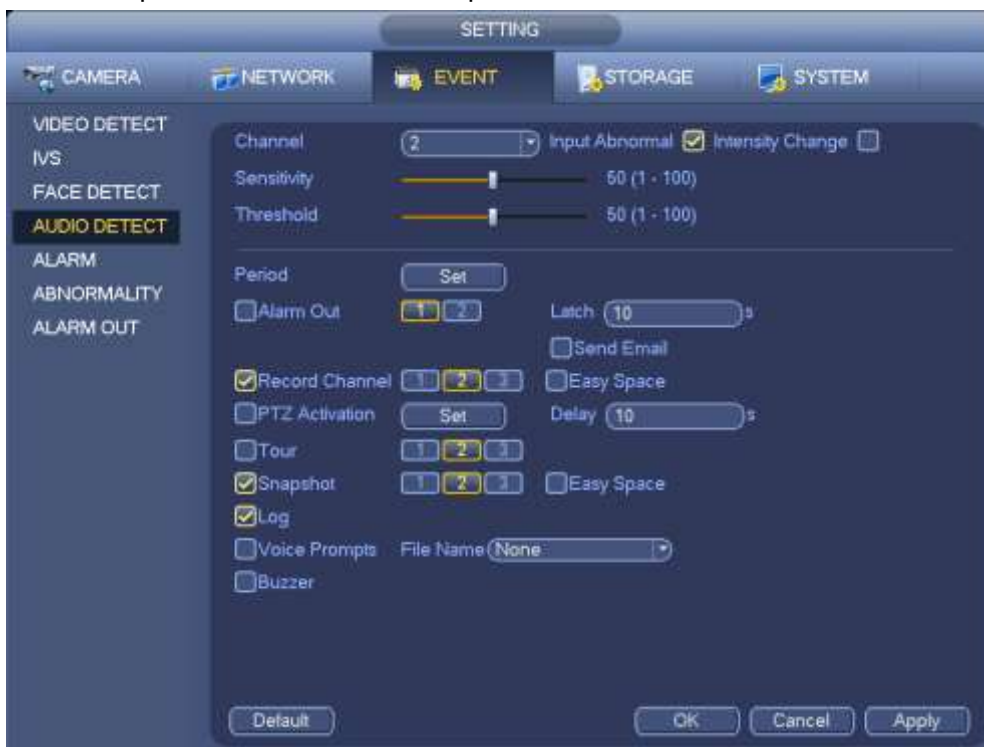 SETTING
CAMERA NETWORK EVENT STORAGE SYSTEM
VIDEO DETECT
IVS
FACE DETECT
AUDIO DETECT
ALARM
ABNORMALITY
ALARM OUT
Channel 2 Input Abnormal Intensity Change
Sensitivity 50 (1 - 100)
Threshold 50 (1 - 100)
Period Set
Alarm Out 1 2 Latch 10 s
Send Email
Record Channel 1 2 3 Easy Space
PTZ Activation Set Delay 10 s
Tour 1 2 3
Snapshot 1 2 3 Easy Space
Log
Voice Prompts File Name None
Buzzer
Default OK Cancel Apply